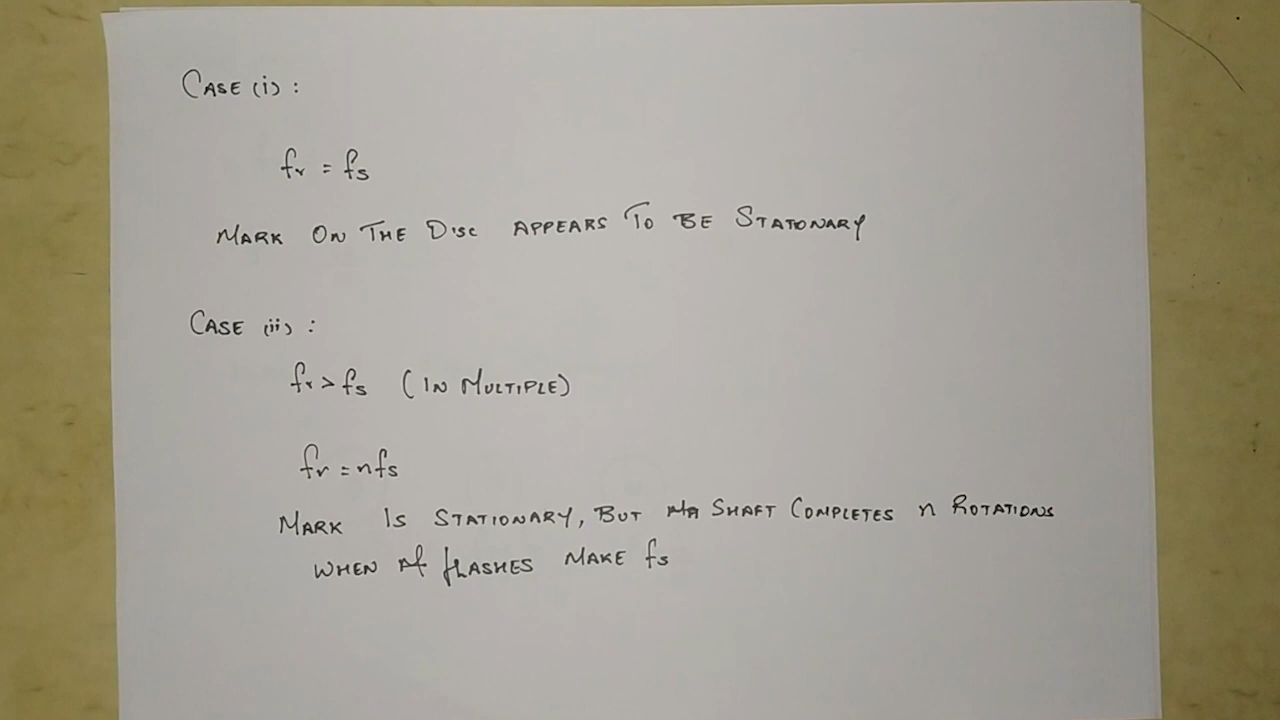 CASE (i) :
fr = fs
MARK ON THE DISC APPEARS TO BE STATIONARY
CASE (ii) :
fr > fs (IN MULTIPLE)
fr = nfs
MARK IS STATIONARY, BUT SHAFT COMPLETES n ROTATIONS
WHEN FLASHES MAKE fs